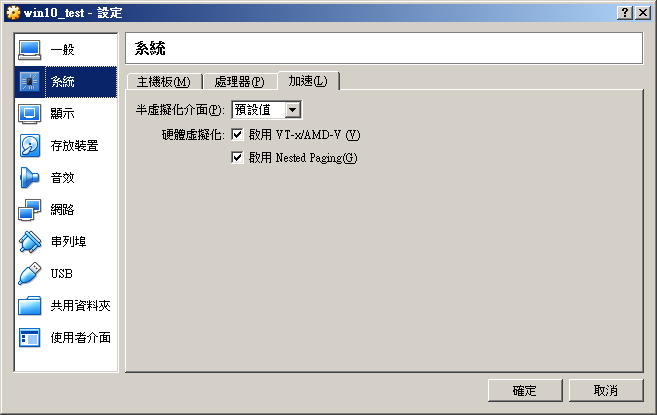 win10_test - 設定
一般
系統
顯示
存放裝置
音效
網路
串列埠
USB
共用資料夾
使用者介面
系統
主機板(M) 處理器(P) 加速(L)
半虛擬化介面(P): 預設值
硬體虛擬化: 啟用 VT-x/AMD-V (V)
啟用 Nested Paging(G)
確定 取消